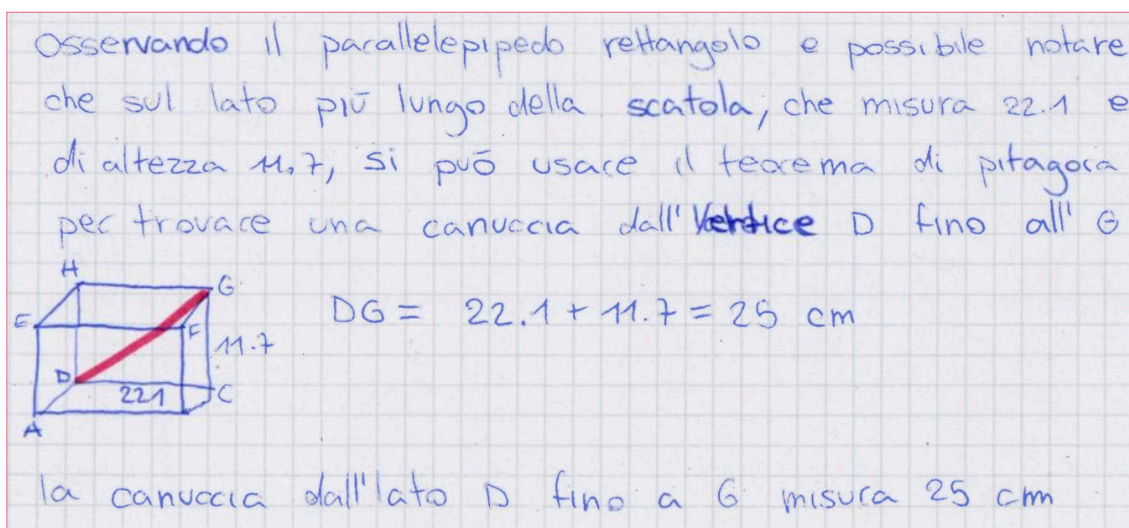 Osservando il parallelepipedo rettangolo e possibile notare
che sul lato più lungo della scatola, che misura 22.1 e
di altezza 11.7, si può usare il teorema di pitagora
per trovare una canuccia dall'Vertice D fino all' G
H
G
E
F
DG = 22.1 + 11.7 = 25 cm
11.7
D
221
C
A
la canuccia dall'lato D fino a G misura 25 cm